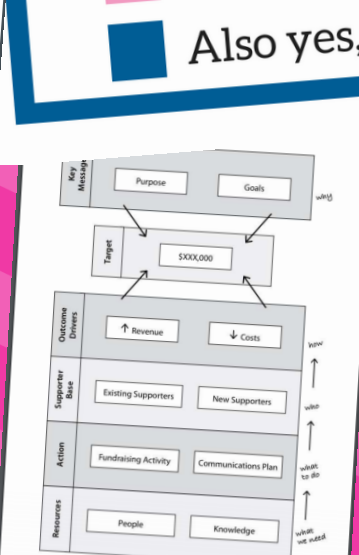 Also yes,
Key
Message
Purpose
Goals
why
Target
$XXX,000
Outcome
Drivers
↑ Revenue
↓ Costs
how
Supporter
Base
Existing Supporters
New Supporters
who
Action
Fundraising Activity
Communications Plan
what
to do
Resources
People
Knowledge
what
we need